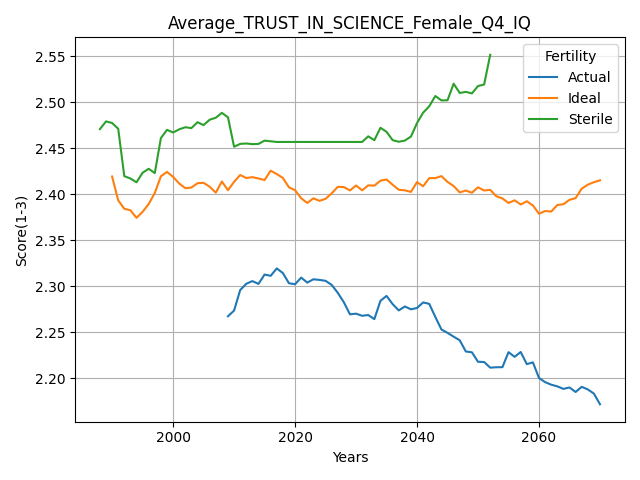 Average_TRUST_IN_SCIENCE_Female_Q4_IQ
Fertility
Actual
Ideal
Sterile
Score(1-3)
2.55
2.50
2.45
2.40
2.35
2.30
2.25
2.20
2000
2020
2040
2060
Years